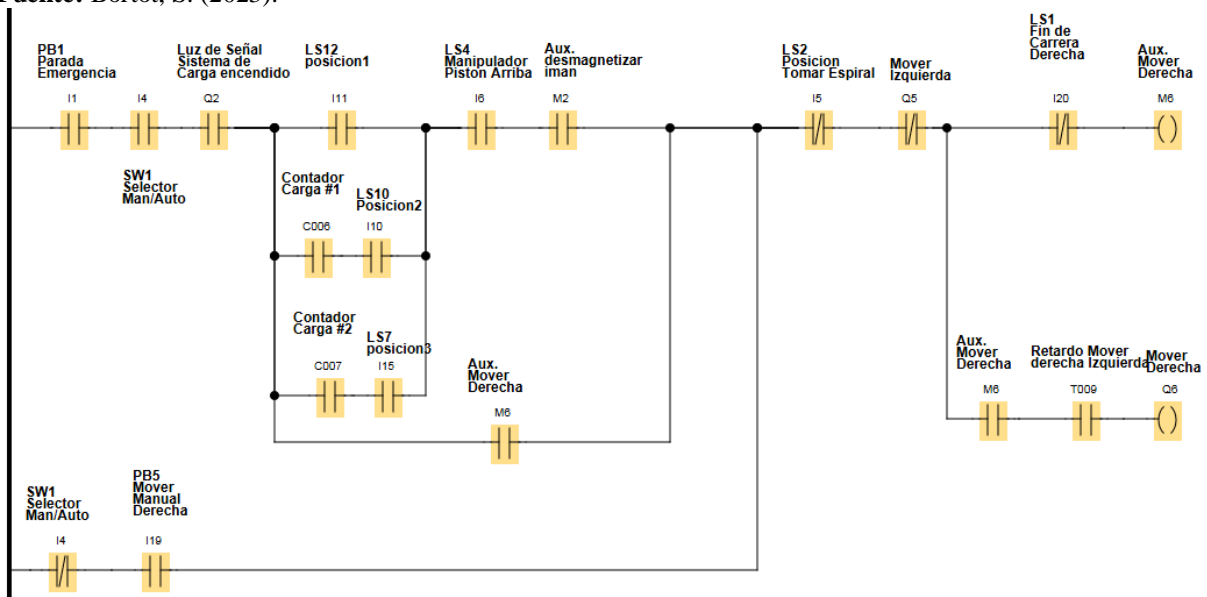 Fuente: Bortot, S. (2023).
PB1
Parada
Emergencia
I1
I4
SW1
Selector
Man/Auto
Luz de Señal
Sistema de
Carga encendido
Q2
LS12
posicion1
I11
LS4
Manipulador
Piston Arriba
I6
Aux.
desmagnetizar
iman
M2
LS2
Posicion
Tomar Espiral
I5
Mover
Izquierda
Q5
LS1
Fin de
Carrera
Derecha
I20
Aux.
Mover
Derecha
M6
Contador
Carga #1
C006
LS10
Posicion2
I10
Contador
Carga #2
C007
LS7
posicion3
I15
Aux.
Mover
Derecha
M6
Aux.
Mover
Derecha
M6
Retardo Mover
derecha Izquierda
T009
Mover
Derecha
Q6
SW1
Selector
Man/Auto
I4
PB5
Mover
Manual
Derecha
I19